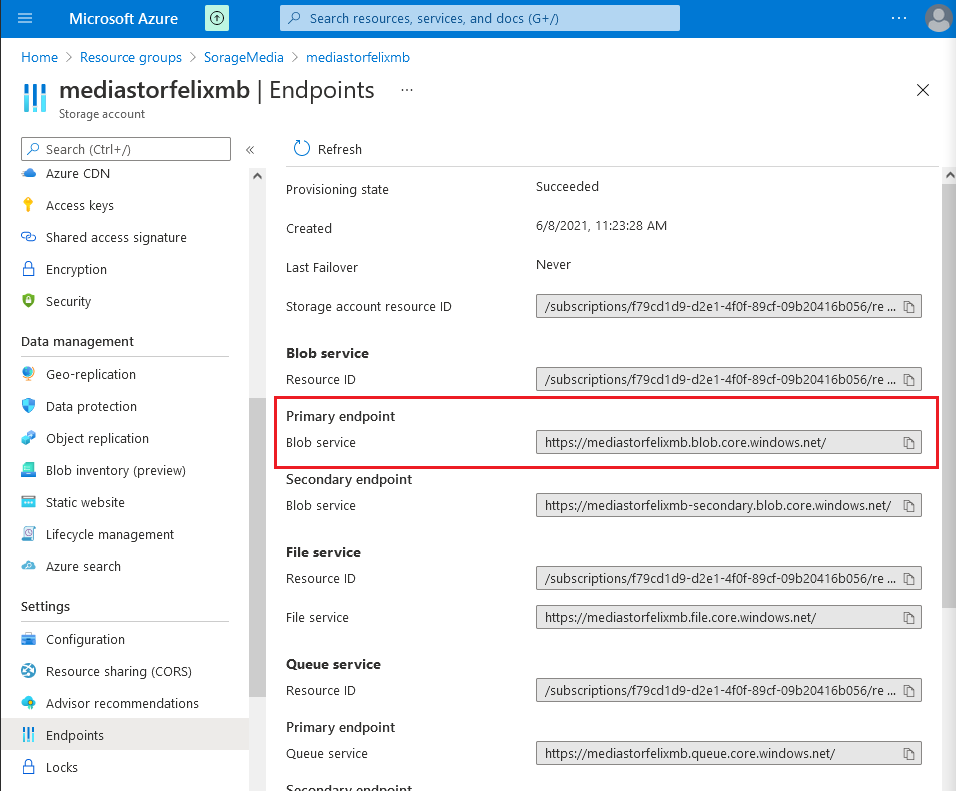 Microsoft Azure
Search resources, services, and docs (G+/)
Home > Resource groups > SorageMedia > mediastorfelixmb
mediastorfelixmb | Endpoints ...
Storage account
Search (Ctrl+/)
«
Azure CDN
Access keys
Shared access signature
Encryption
Security
Data management
Geo-replication
Data protection
Object replication
Blob inventory (preview)
Static website
Lifecycle management
Azure search
Settings
Configuration
Resource sharing (CORS)
Advisor recommendations
Endpoints
Locks
Refresh
Provisioning state Succeeded
Created 6/8/2021, 11:23:28 AM
Last Failover Never
Storage account resource ID /subscriptions/f79cd1d9-d2e1-4f0f-89cf-09b20416b056/re ...
Blob service
Resource ID /subscriptions/f79cd1d9-d2e1-4f0f-89cf-09b20416b056/re ...
Primary endpoint
Blob service https://mediastorfelixmb.blob.core.windows.net/
Secondary endpoint
Blob service https://mediastorfelixmb-secondary.blob.core.windows.net/
File service
Resource ID /subscriptions/f79cd1d9-d2e1-4f0f-89cf-09b20416b056/re ...
File service https://mediastorfelixmb.file.core.windows.net/
Queue service
Resource ID /subscriptions/f79cd1d9-d2e1-4f0f-89cf-09b20416b056/re ...
Primary endpoint
Queue service https://mediastorfelixmb.queue.core.windows.net/
Secondary endpoint